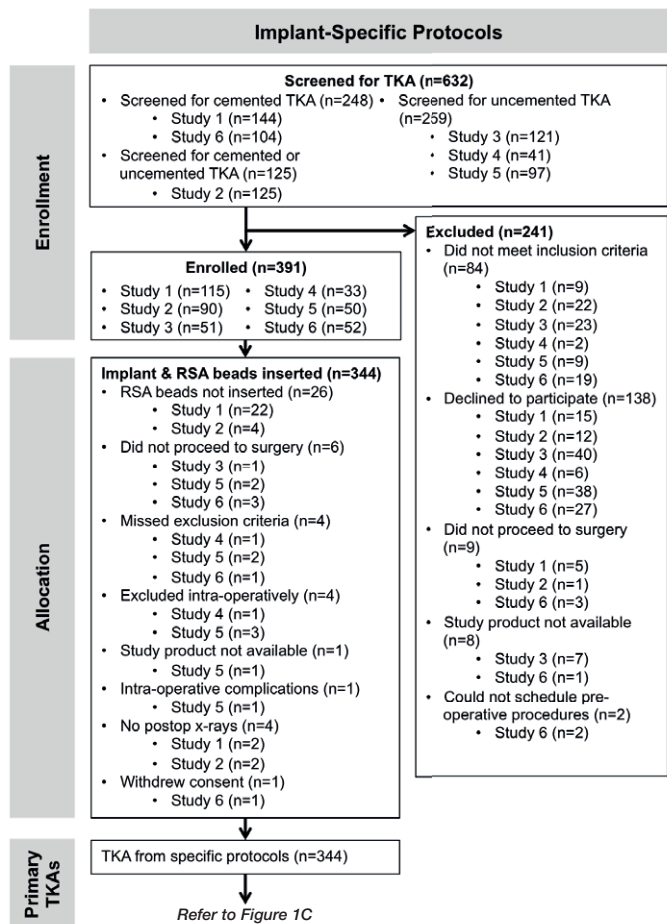 Implant-Specific Protocols
Enrollment
Screened for TKA (n=632)
• Screened for cemented TKA (n=248)
• Study 1 (n=144)
• Study 6 (n=104)
• Screened for cemented or
uncemented TKA (n=125)
• Study 2 (n=125)
• Screened for uncemented TKA
(n=259)
• Study 3 (n=121)
• Study 4 (n=41)
• Study 5 (n=97)
Enrolled (n=391)
• Study 1 (n=115)
• Study 2 (n=90)
• Study 3 (n=51)
• Study 4 (n=33)
• Study 5 (n=50)
• Study 6 (n=52)
Excluded (n=241)
• Did not meet inclusion criteria
(n=84)
• Study 1 (n=9)
• Study 2 (n=22)
• Study 3 (n=23)
• Study 4 (n=2)
• Study 5 (n=9)
• Study 6 (n=19)
• Declined to participate (n=138)
• Study 1 (n=15)
• Study 2 (n=12)
• Study 3 (n=40)
• Study 4 (n=6)
• Study 5 (n=38)
• Study 6 (n=27)
• Did not proceed to surgery
(n=9)
• Study 1 (n=5)
• Study 2 (n=1)
• Study 6 (n=3)
• Study product not available
(n=8)
• Study 3 (n=7)
• Study 6 (n=1)
• Could not schedule pre-
operative procedures (n=2)
• Study 6 (n=2)
Allocation
Implant & RSA beads inserted (n=344)
• RSA beads not inserted (n=26)
• Study 1 (n=22)
• Study 2 (n=4)
• Did not proceed to surgery (n=6)
• Study 3 (n=1)
• Study 5 (n=2)
• Study 6 (n=3)
• Missed exclusion criteria (n=4)
• Study 4 (n=1)
• Study 5 (n=2)
• Study 6 (n=1)
• Excluded intra-operatively (n=4)
• Study 4 (n=1)
• Study 5 (n=3)
• Study product not available (n=1)
• Study 5 (n=1)
• Intra-operative complications (n=1)
• Study 5 (n=1)
• No postop x-rays (n=4)
• Study 1 (n=2)
• Study 2 (n=2)
• Withdrew consent (n=1)
• Study 6 (n=1)
Primary
TKAs
TKA from specific protocols (n=344)
Refer to Figure 1C